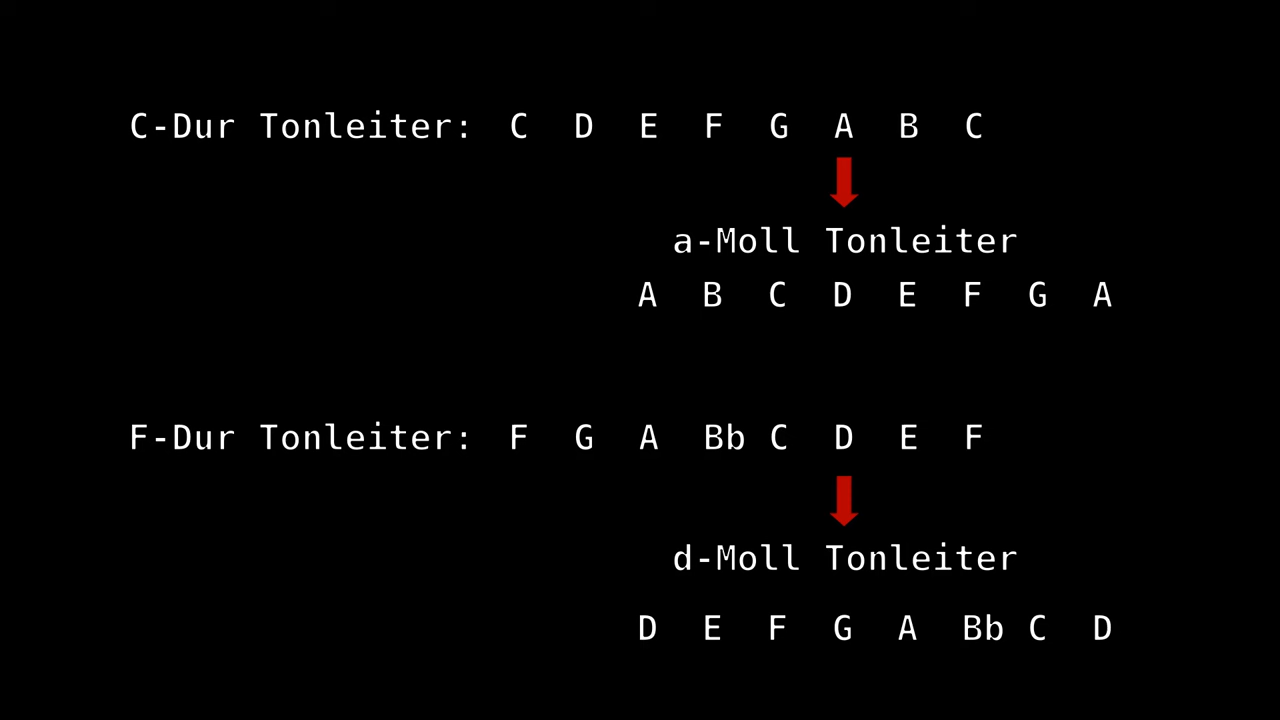 C-Dur Tonleiter: C D E F G A B C
a-Moll Tonleiter
A B C D E F G A
F-Dur Tonleiter: F G A Bb C D E F
d-Moll Tonleiter
D E F G A Bb C D